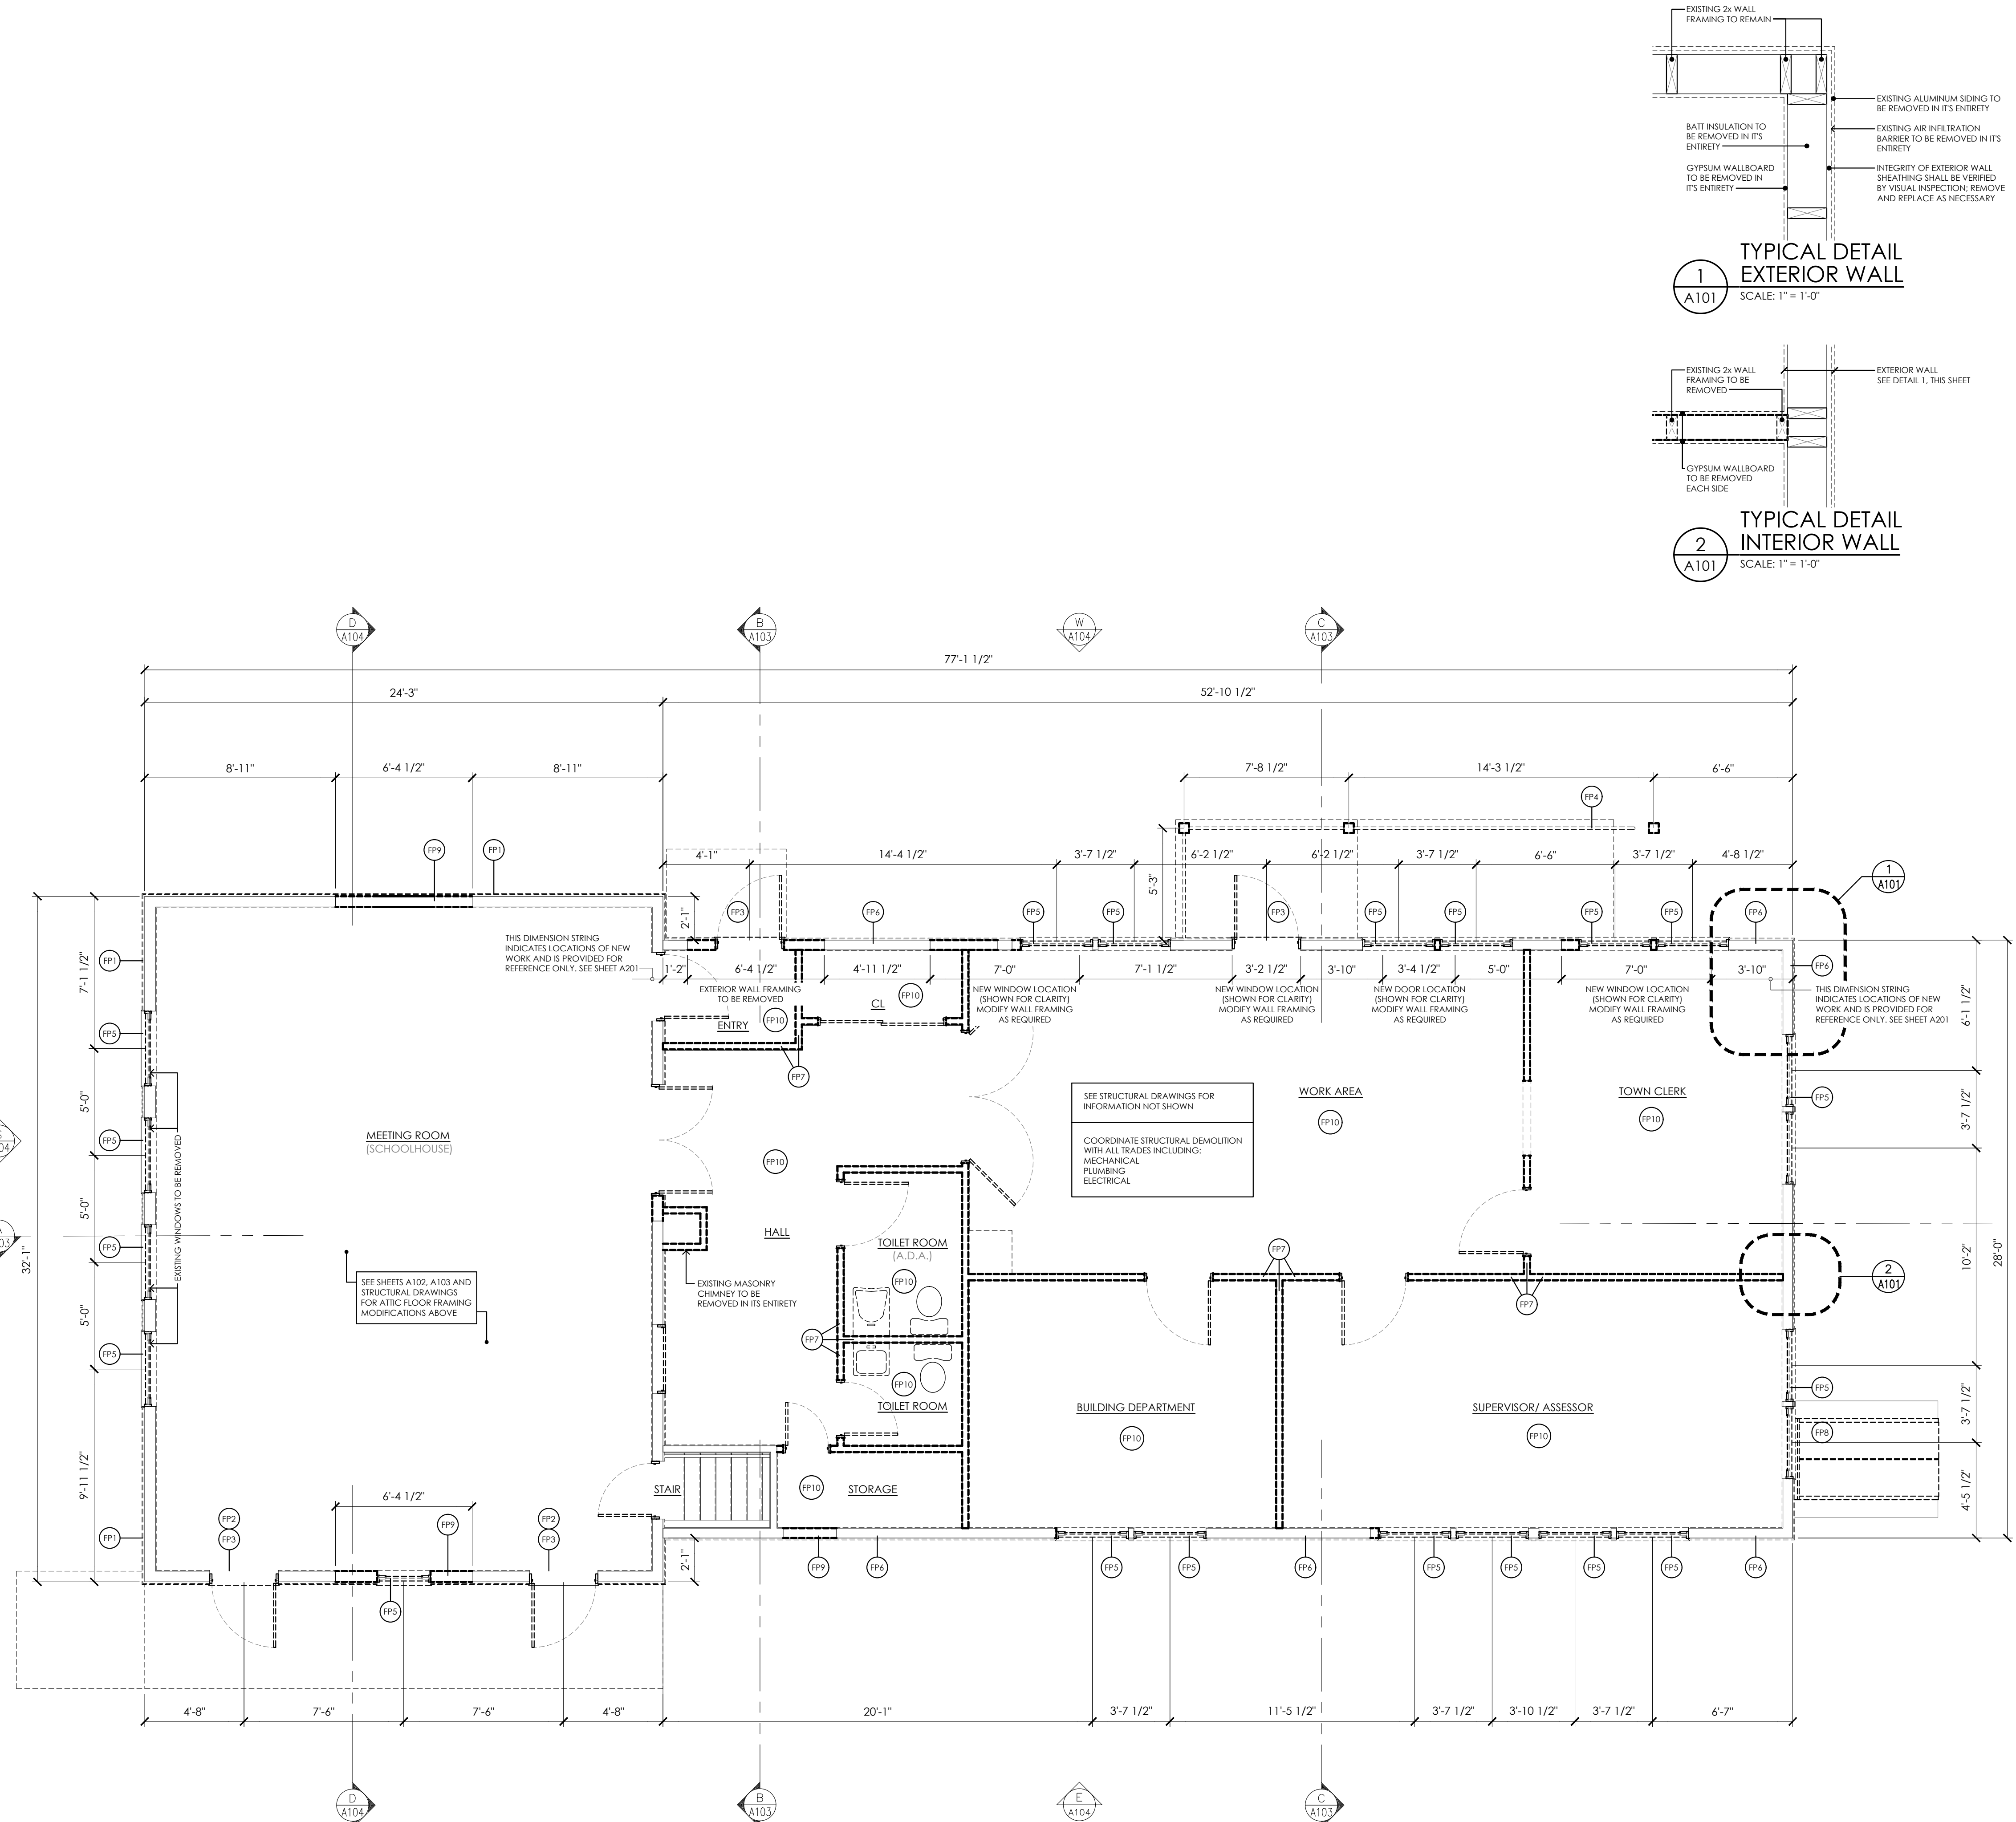 EXISTING 2x WALL
FRAMING TO REMAIN
EXISTING ALUMINUM SIDING TO
BE REMOVED IN IT'S ENTIRETY
BATT INSULATION TO
BE REMOVED IN IT'S
ENTIRETY
EXISTING AIR INFILTRATION
BARRIER TO BE REMOVED IN IT'S
ENTIRETY
GYPSUM WALLBOARD
TO BE REMOVED IN
IT'S ENTIRETY
INTEGRITY OF EXTERIOR WALL
SHEATHING SHALL BE VERIFIED
BY VISUAL INSPECTION; REMOVE
AND REPLACE AS NECESSARY
1
A101
TYPICAL DETAIL
EXTERIOR WALL
SCALE: 1" = 1'-0"
EXISTING 2x WALL
FRAMING TO BE
REMOVED
EXTERIOR WALL
SEE DETAIL 1, THIS SHEET
GYPSUM WALLBOARD
TO BE REMOVED
EACH SIDE
2
A101
TYPICAL DETAIL
INTERIOR WALL
SCALE: 1" = 1'-0"
D
A104
B
A103
W
A104
C
A103
77'-1 1/2"
24'-3"
52'-10 1/2"
8'-11"
6'-4 1/2"
8'-11"
7'-8 1/2"
14'-3 1/2"
6'-6"
FP4
FP9
FP1
4'-1"
14'-4 1/2"
3'-7 1/2"
6'-2 1/2"
6'-2 1/2"
3'-7 1/2"
6'-6"
3'-7 1/2"
4'-8 1/2"
5'-3"
1
A101
2'-1"
FP3
FP6
FP5
FP5
FP3
FP5
FP5
FP5
FP5
FP6
THIS DIMENSION STRING
INDICATES LOCATIONS OF NEW
WORK AND IS PROVIDED FOR
REFERENCE ONLY. SEE SHEET A201
1'-2"
6'-4 1/2"
4'-11 1/2"
7'-0"
7'-1 1/2"
3'-2 1/2"
3'-10"
3'-4 1/2"
5'-0"
7'-0"
3'-10"
FP6
EXTERIOR WALL FRAMING
TO BE REMOVED
NEW WINDOW LOCATION
(SHOWN FOR CLARITY)
MODIFY WALL FRAMING
AS REQUIRED
NEW WINDOW LOCATION
(SHOWN FOR CLARITY)
MODIFY WALL FRAMING
AS REQUIRED
NEW DOOR LOCATION
(SHOWN FOR CLARITY)
MODIFY WALL FRAMING
AS REQUIRED
NEW WINDOW LOCATION
(SHOWN FOR CLARITY)
MODIFY WALL FRAMING
AS REQUIRED
THIS DIMENSION STRING
INDICATES LOCATIONS OF NEW
WORK AND IS PROVIDED FOR
REFERENCE ONLY. SEE SHEET A201
CL
FP10
ENTRY
FP10
FP7
FP1
7'-1 1/2"
FP5
5'-0"
FP5
5'-0"
FP5
5'-0"
FP5
9'-11 1/2"
FP1
32'-1"
04
03
EXISTING WINDOWS TO BE REMOVED
MEETING ROOM
(SCHOOLHOUSE)
SEE SHEETS A102, A103 AND
STRUCTURAL DRAWINGS
FOR ATTIC FLOOR FRAMING
MODIFICATIONS ABOVE
SEE STRUCTURAL DRAWINGS FOR
INFORMATION NOT SHOWN
COORDINATE STRUCTURAL DEMOLITION
WITH ALL TRADES INCLUDING:
MECHANICAL
PLUMBING
ELECTRICAL
WORK AREA
FP10
TOWN CLERK
FP10
FP5
6'-1 1/2"
3'-7 1/2"
10'-2"
3'-7 1/2"
4'-5 1/2"
28'-0"
FP10
HALL
TOILET ROOM
(A.D.A.)
FP10
EXISTING MASONRY
CHIMNEY TO BE
REMOVED IN ITS ENTIRETY
FP7
FP7
FP7
2
A101
FP10
TOILET ROOM
BUILDING DEPARTMENT
FP10
SUPERVISOR/ ASSESSOR
FP10
FP5
FP8
STAIR
FP10
STORAGE
6'-4 1/2"
FP2
FP3
FP9
FP2
FP3
FP5
2'-1"
FP9
FP6
FP5
FP5
FP6
FP5
FP5
FP5
FP5
FP6
4'-8"
7'-6"
7'-6"
4'-8"
20'-1"
3'-7 1/2"
11'-5 1/2"
3'-7 1/2"
3'-10 1/2"
3'-7 1/2"
6'-7"
D
A104
B
A103
E
A104
C
A103